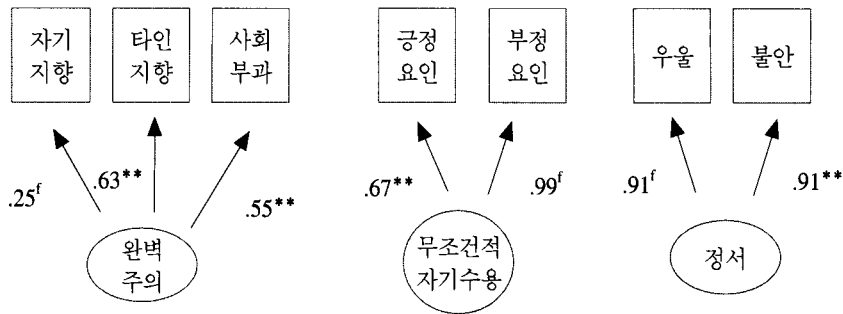 자기 지향
타인 지향
사회 부과
긍정 요인
부정 요인
우울
불안
.25f
.63**
.55**
.67**
.99f
.91f
.91**
완벽 주의
무조건적 자기수용
정서